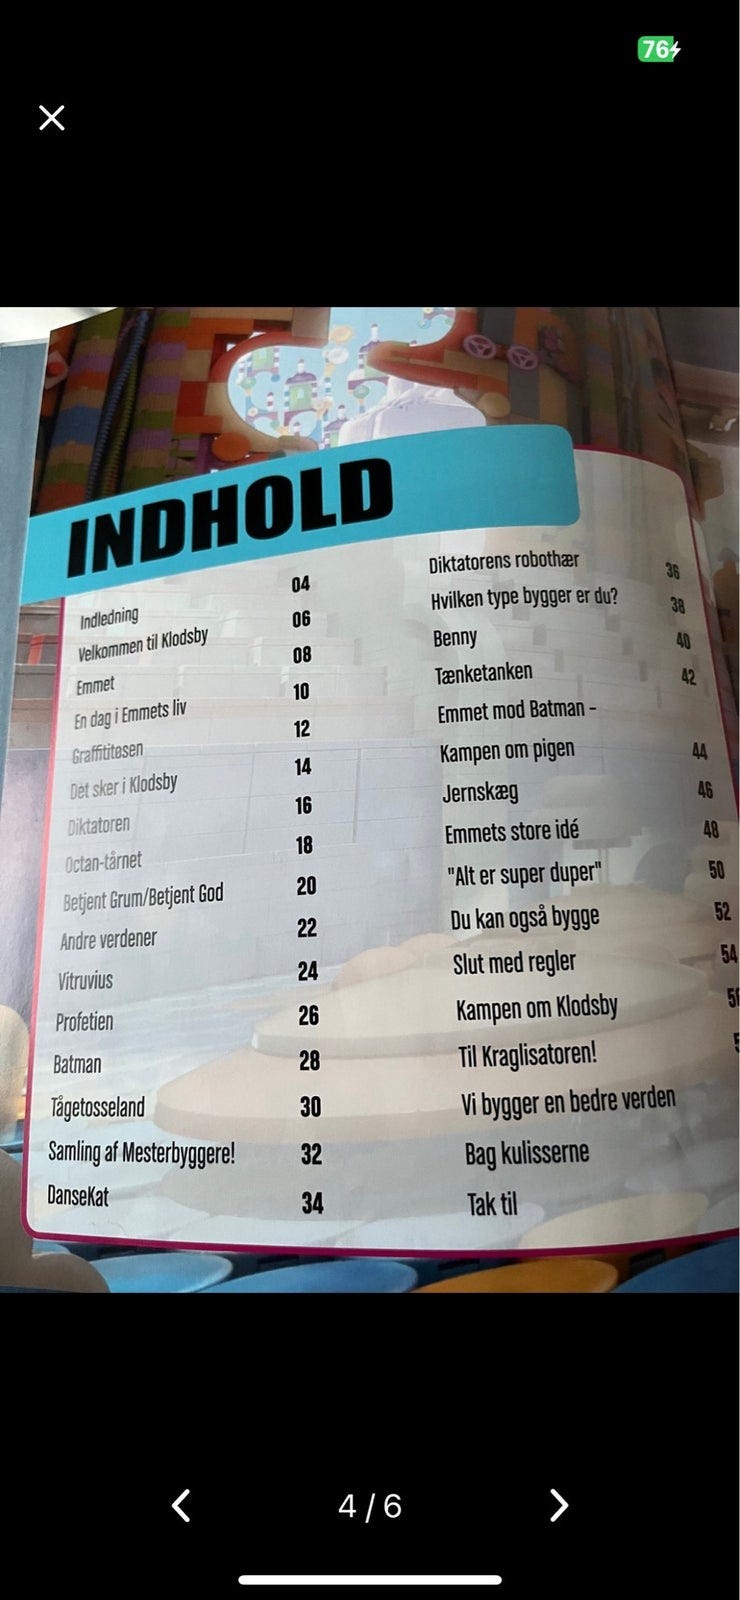 76
INDHOLD
Indledning 04
Velkommen til Klodsby 06
Emmet 08
En dag i Emmets liv 10
Graffititøsen 12
Dét sker i Klodsby 14
Diktatoren 16
Octan-tårnet 18
Betjent Grum/Betjent God 20
Andre verdener 22
Vitruvius 24
Profetien 26
Batman 28
Tågetosseland 30
Samling af Mesterbyggere! 32
DanseKat 34
Diktatorens robothær 36
Hvilken type bygger er du? 38
Benny 40
Tænketanken 42
Emmet mod Batman –
Kampen om pigen 44
Jernskæg 46
Emmets store idé 48
"Alt er super duper" 50
Du kan også bygge 52
Slut med regler 54
Kampen om Klodsby
Til Kraglisatoren!
Vi bygger en bedre verden
Bag kulisserne
Tak til
4 / 6